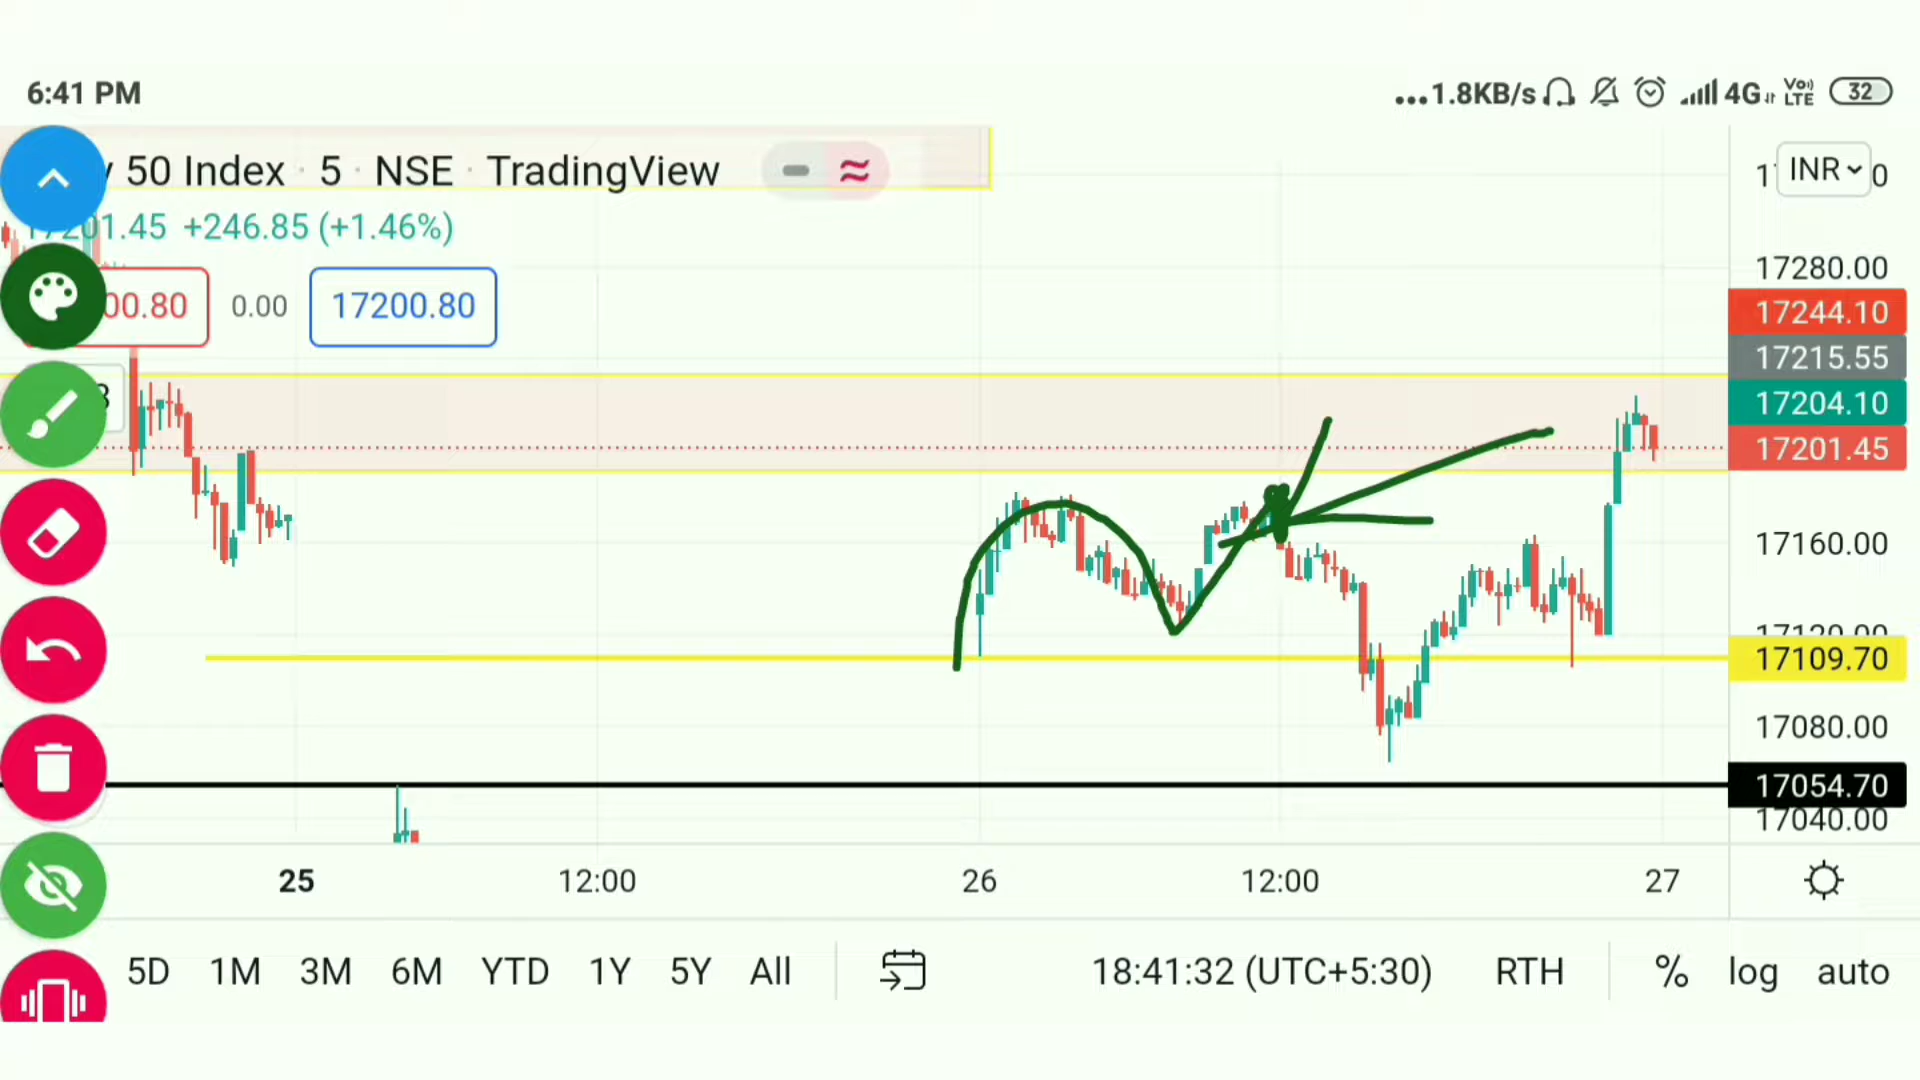 6:41 PM
...1.8KB/s 4G Vo)) LTE 32
50 Index · 5 · NSE · TradingView
INR
17201.45 +246.85 (+1.46%)
00.80 0.00 17200.80
17280.00
17244.10
17215.55
17204.10
17201.45
17160.00
17120.00
17109.70
17080.00
17054.70
17040.00
25 12:00 26 12:00 27
5D 1M 3M 6M YTD 1Y 5Y All 18:41:32 (UTC+5:30) RTH % log auto